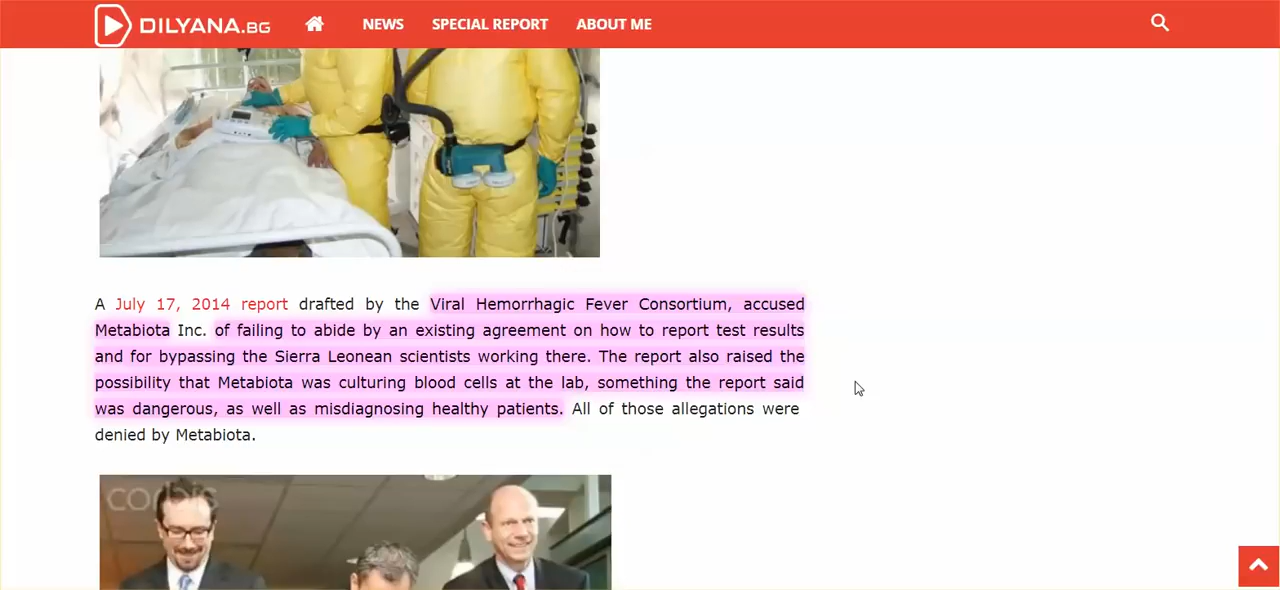 DILYANA.BG NEWS SPECIAL REPORT ABOUT ME
A July 17, 2014 report drafted by the Viral Hemorrhagic Fever Consortium, accused
Metabiota Inc. of failing to abide by an existing agreement on how to report test results
and for bypassing the Sierra Leonean scientists working there. The report also raised the
possibility that Metabiota was culturing blood cells at the lab, something the report said
was dangerous, as well as misdiagnosing healthy patients. All of those allegations were
denied by Metabiota.